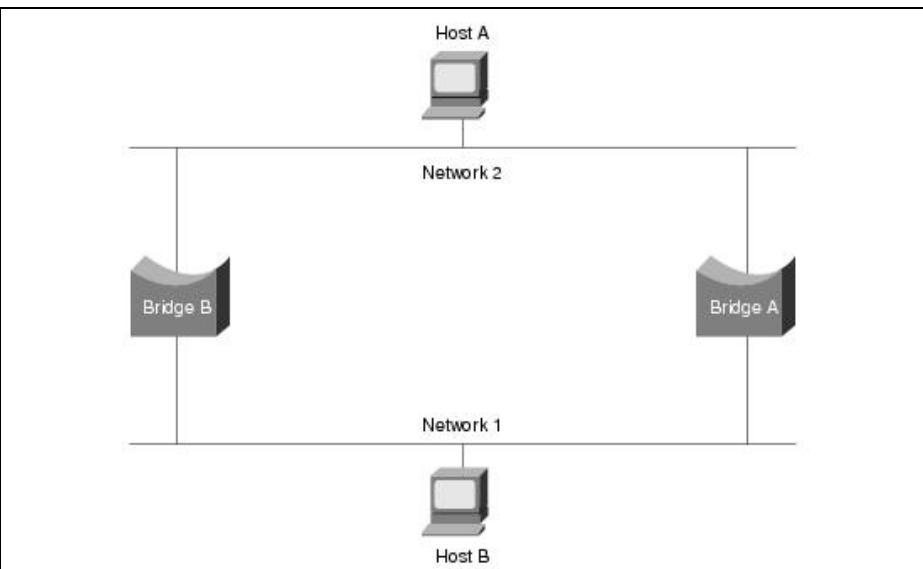 Host A
Network 2
Bridge B
Bridge A
Network 1
Host B